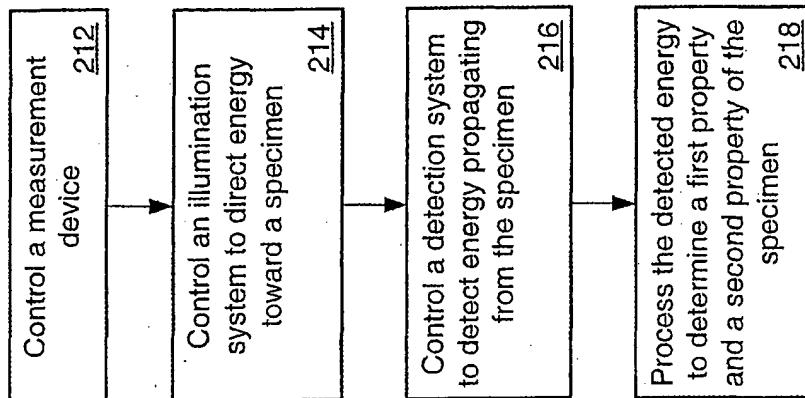 Control a measurement
device
212
Control an illumination
system to direct energy
toward a specimen
214
Control a detection system
to detect energy propagating
from the specimen
216
Process the detected energy
to determine a first property
and a second property of the
specimen
218